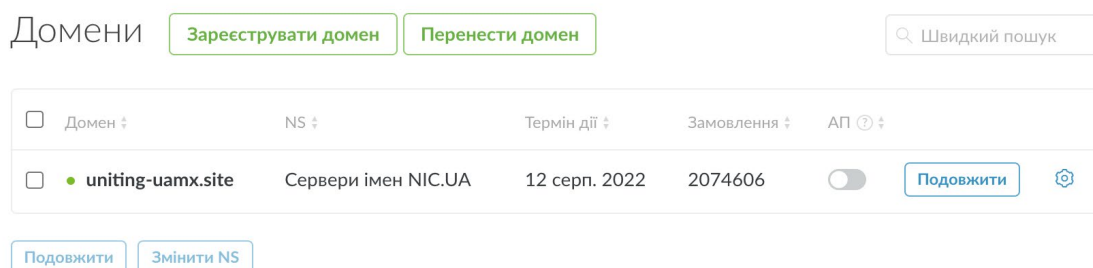 Домени Зареєструвати домен Перенести домен Швидкий пошук
Домен NS Термін дії Замовлення АП ?
uniting-uamx.site Сервери імен NIC.UA 12 серп. 2022 2074606 Подовжити
Подовжити Змінити NS